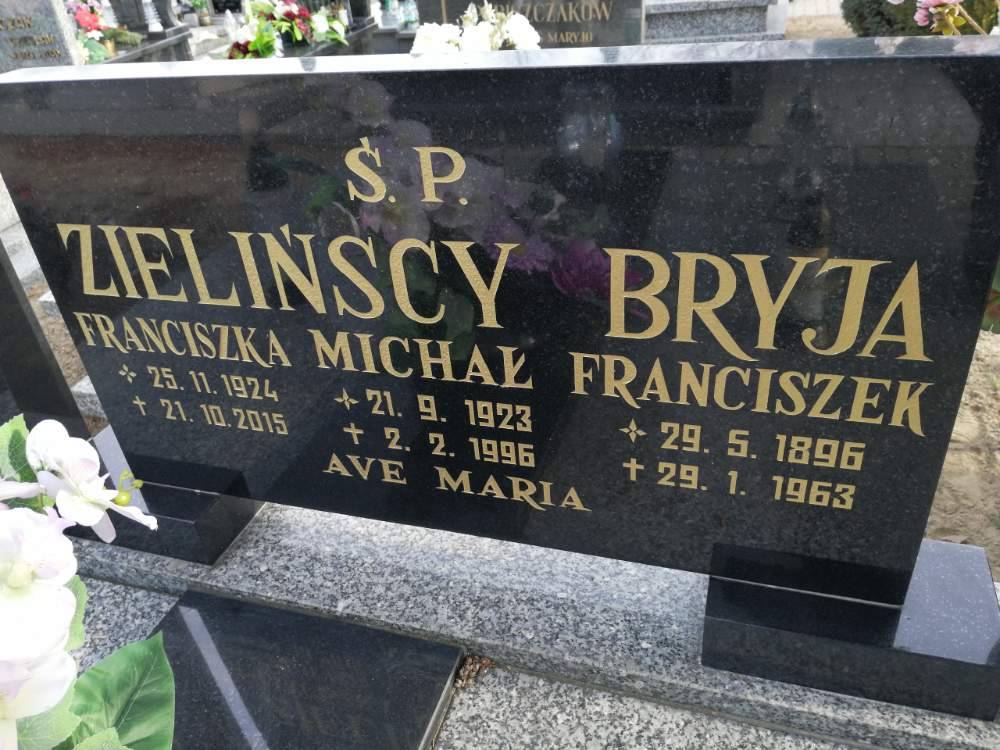 MARYJO
Ś. P.
ZIELIŃSCY BRYJA
FRANCISZKA MICHAŁ FRANCISZEK
25. 11. 1924 21. 9. 1923 29. 5. 1896
21. 10. 2015 2. 2. 1996 29. 1. 1963
AVE MARIA